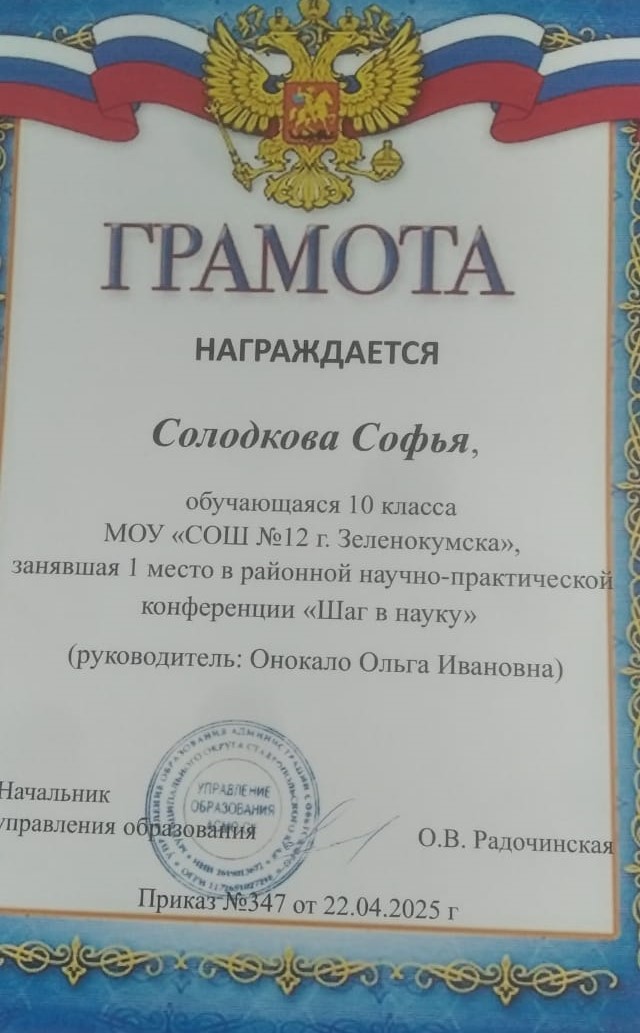 ГРАМОТА
НАГРАЖДАЕТСЯ
Солодкова Софья,
обучающаяся 10 класса
МОУ «СОШ №12 г. Зеленокумска»,
занявшая 1 место в районной научно-практической
конференции «Шаг в науку»
(руководитель: Онокало Ольга Ивановна)
Начальник
управления образования
О.В. Радочинская
УПРАВЛЕНИЕ
ОБРАЗОВАНИЯ
Приказ №347 от 22.04.2025 г